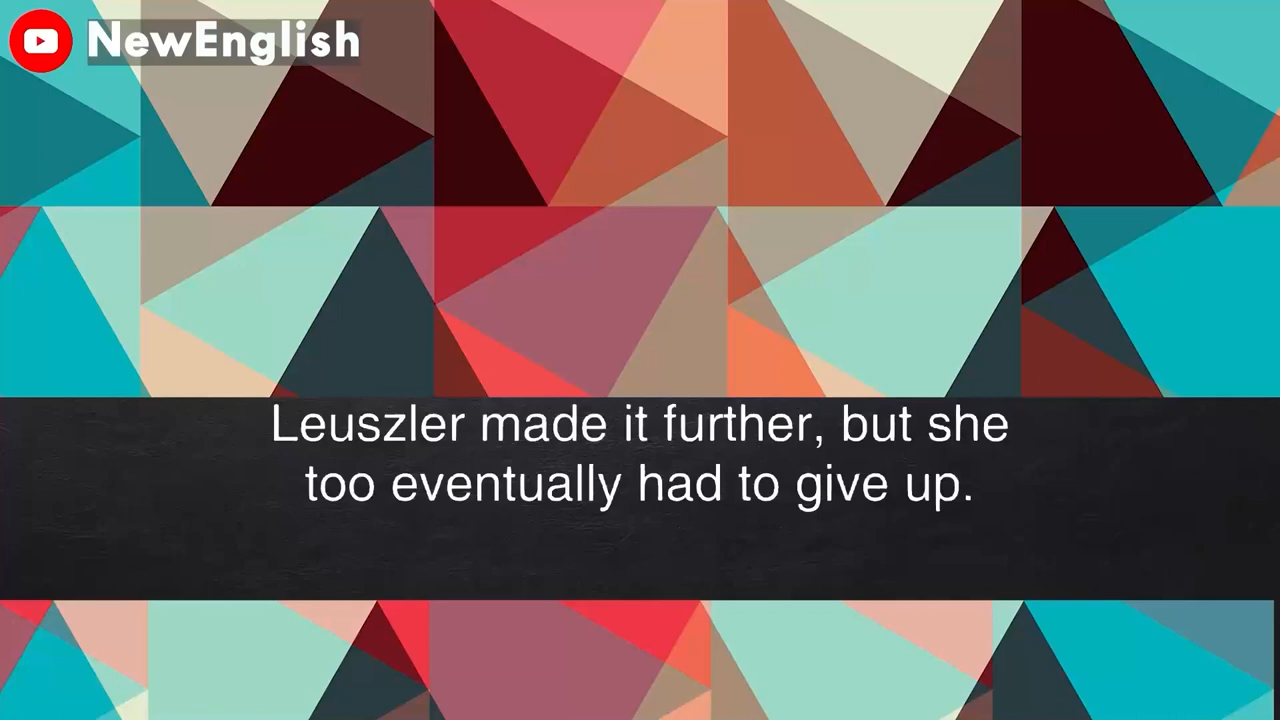 NewEnglish
Leuszler made it further, but she
too eventually had to give up.